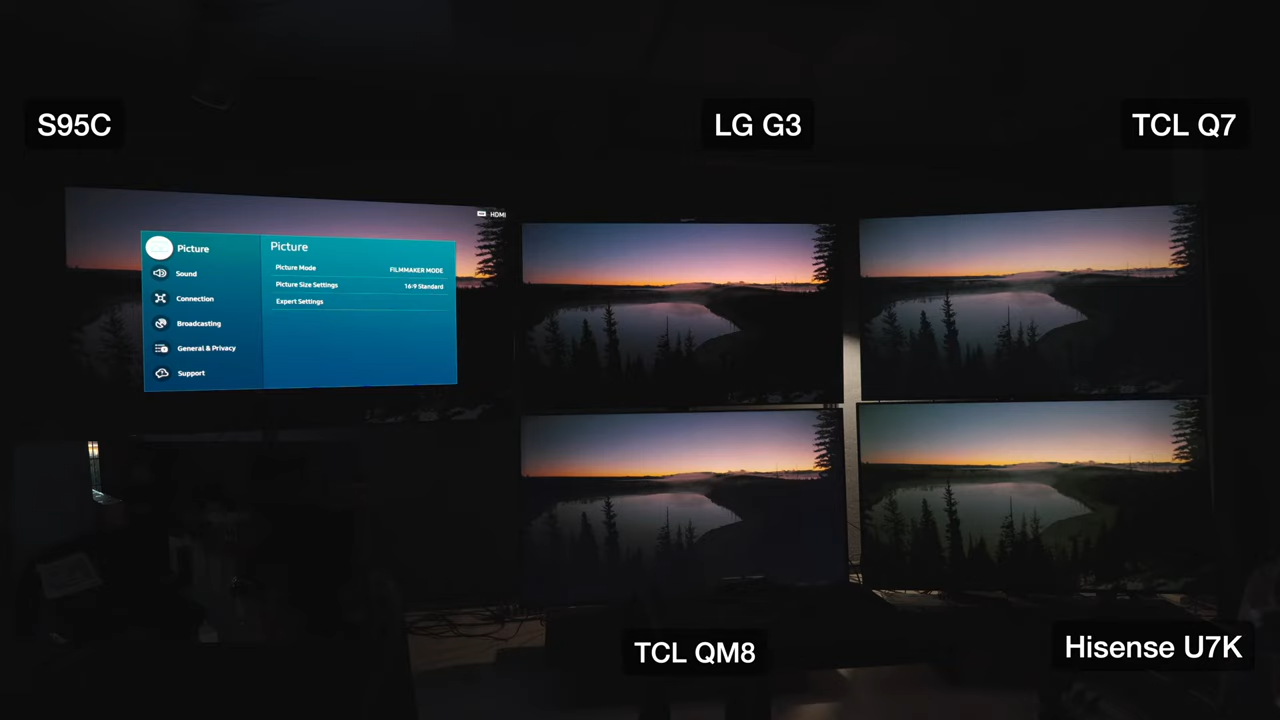 S95C
LG G3
TCL Q7
HDMI
Picture
Sound
Connection
Broadcasting
General & Privacy
Support
Picture
Picture Mode FILMMAKER MODE
Picture Size Settings 16:9 Standard
Expert Settings
TCL QM8
Hisense U7K